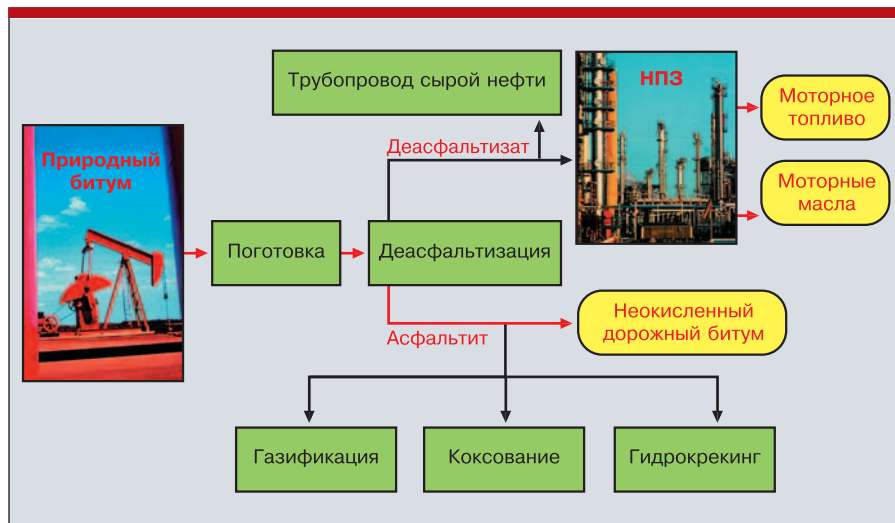 Трубопровод сырой нефти
НПЗ
Моторное
топливо
Деасфальтизат
Природный
битум
Моторные
масла
Поготовка
Деасфальтизация
Неокисленный
дорожный битум
Асфальтит
Газификация
Коксование
Гидрокрекинг